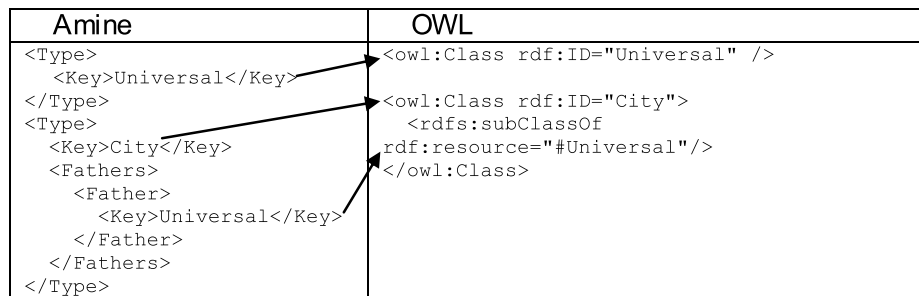 Amine
<Type>
<Key>Universal</Key>
</Type>
<Type>
<Key>City</Key>
<Fathers>
<Father>
<Key>Universal</Key>
</Father>
</Fathers>
</Type>
OWL
<owl:Class rdf:ID="Universal" />
<owl:Class rdf:ID="City">
<rdfs:subClassOf
rdf:resource="#Universal"/>
</owl:Class>